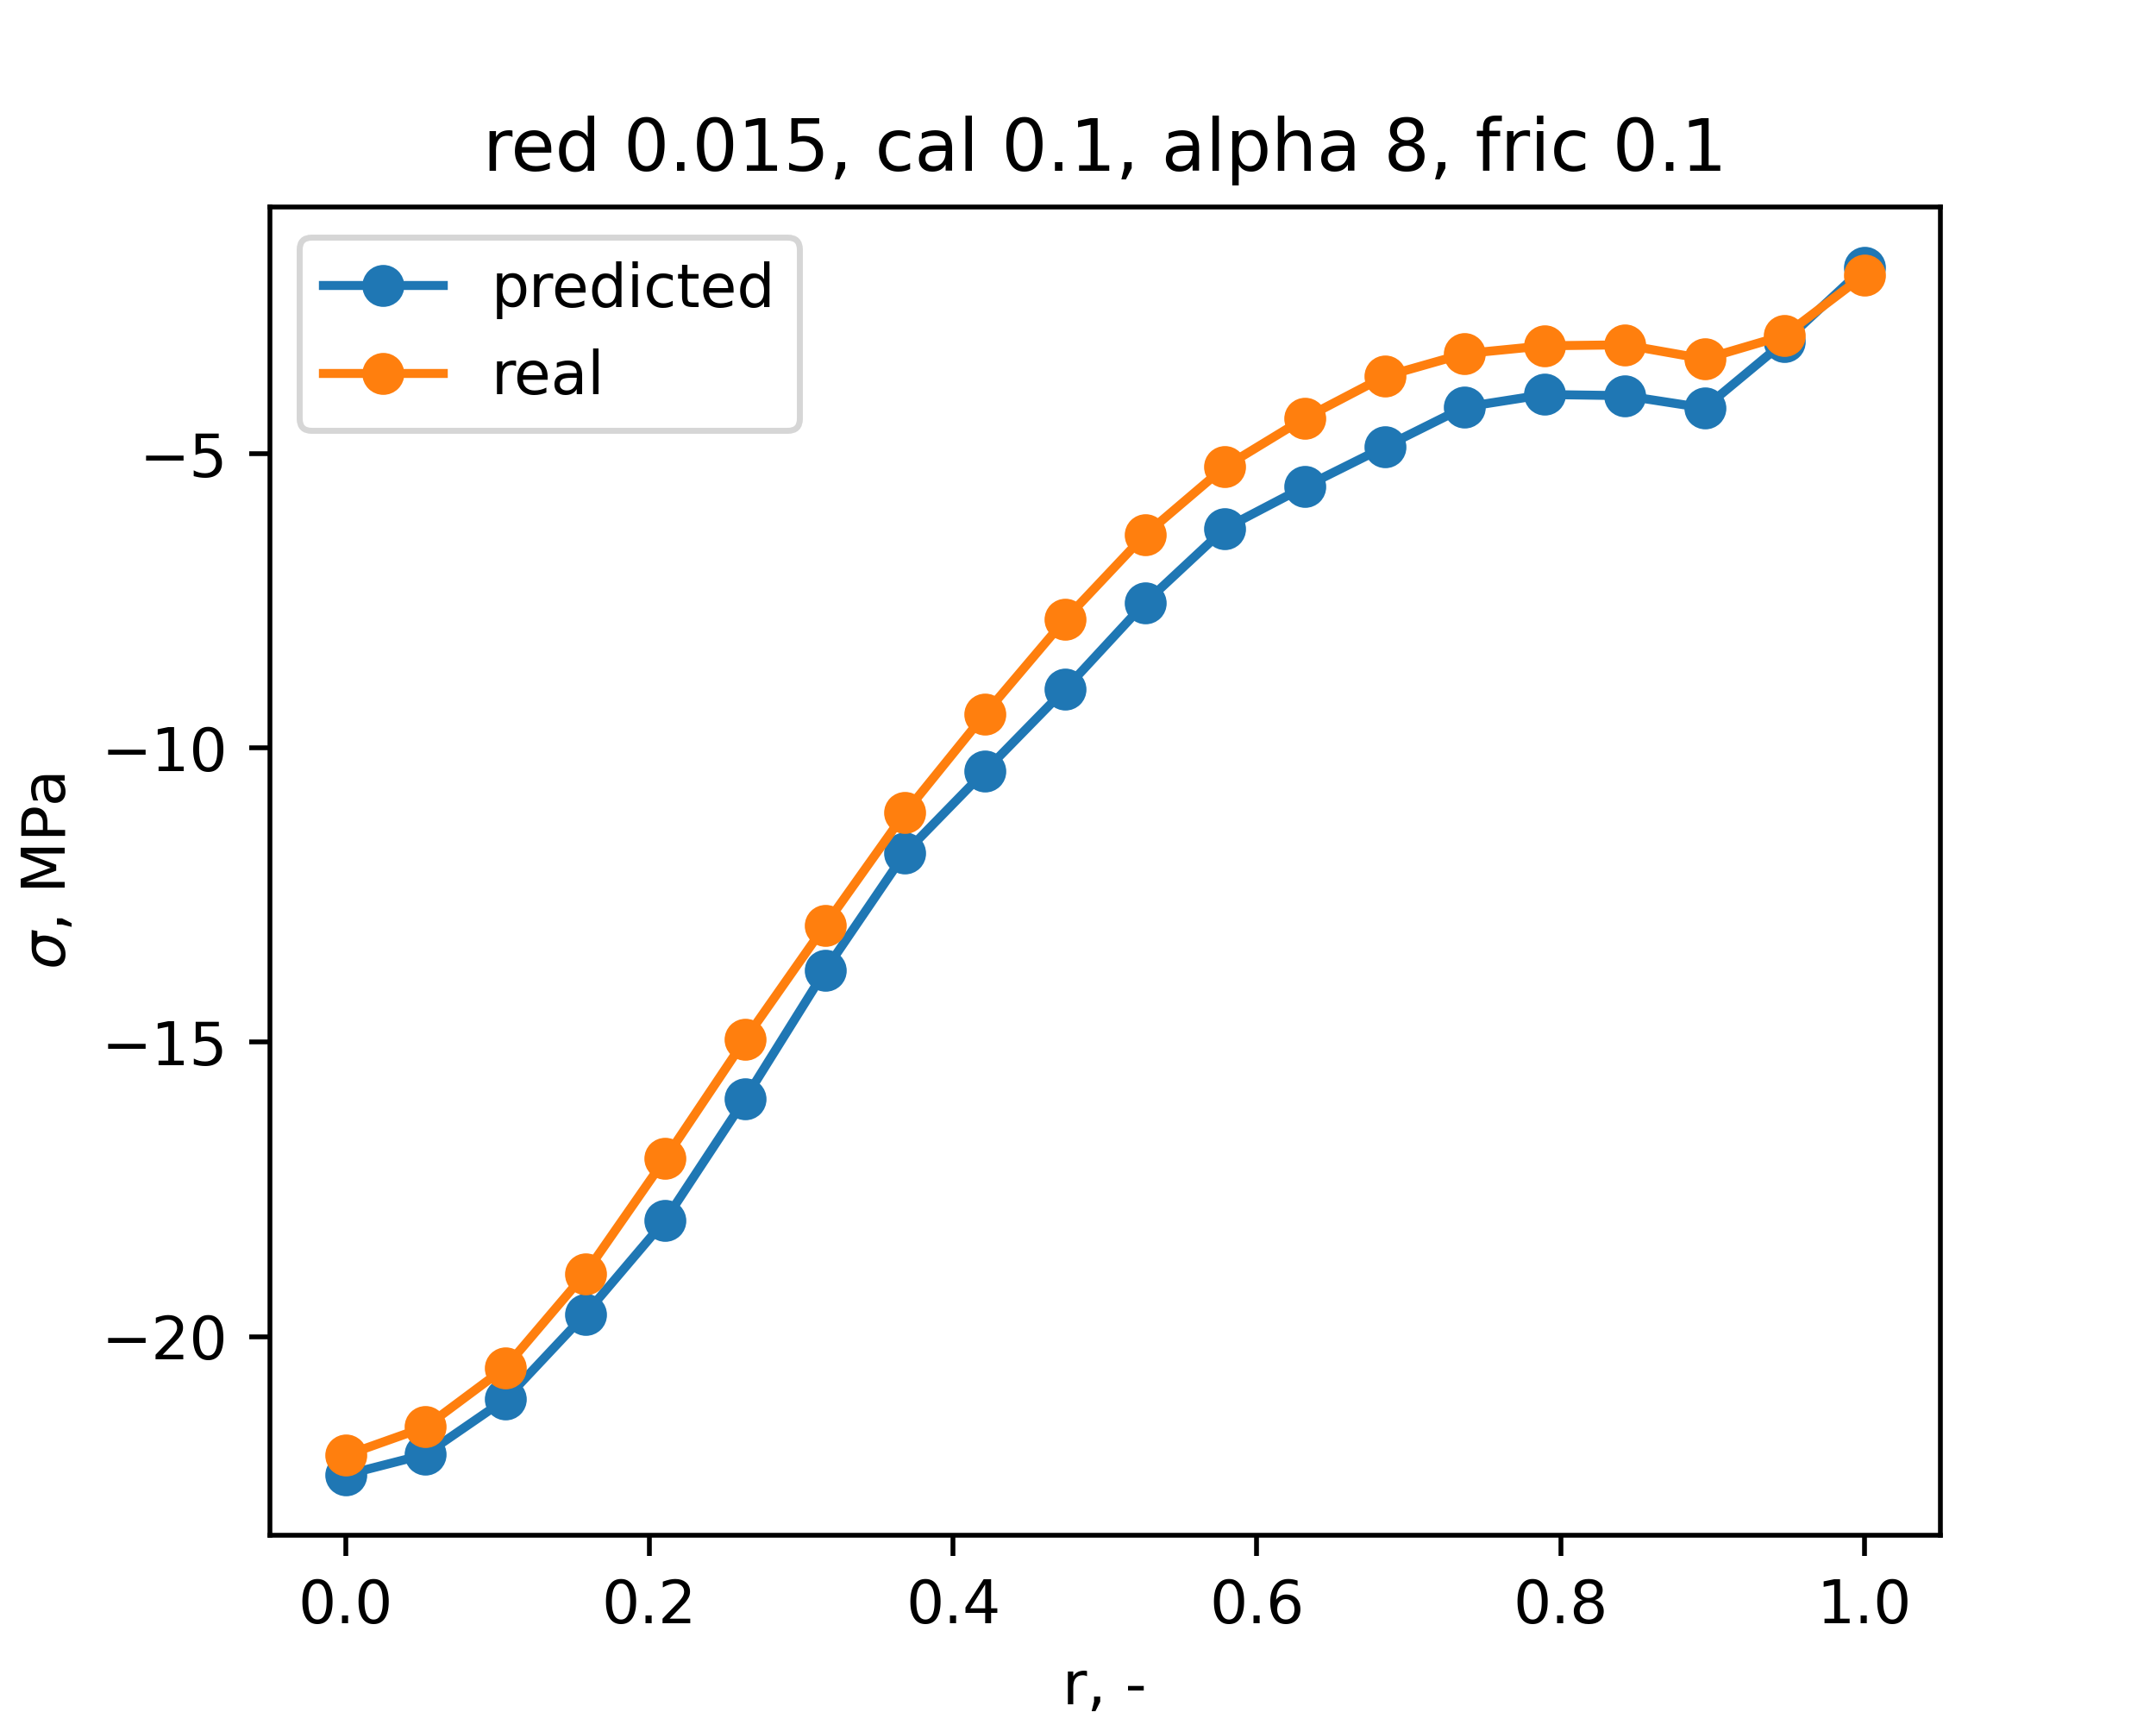 red 0.015, cal 0.1, alpha 8, fric 0.1
predicted
real
−5
−10
−15
−20
σ, MPa
0.0 0.2 0.4 0.6 0.8 1.0
r, -